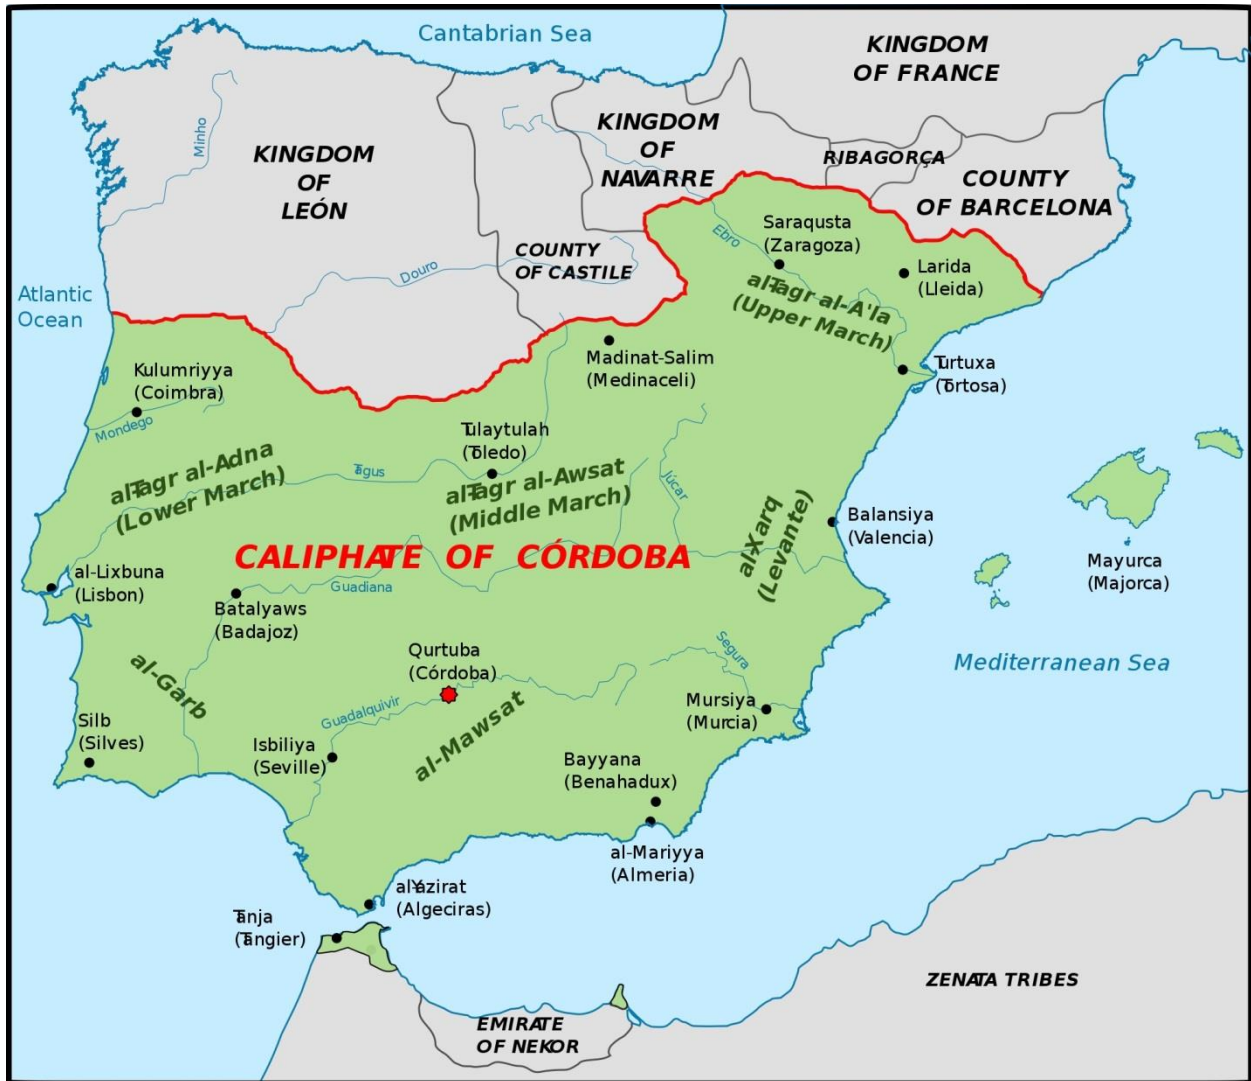 Cantabrian Sea
KINGDOM
OF FRANCE
Minho
KINGDOM
OF
LEÓN
KINGDOM
OF
NAVARRE
RIBAGORÇA
COUNTY
OF BARCELONA
COUNTY
OF CASTILE
Douro
Ebro
Saraqusta
(Zaragoza)
Larida
(Lleida)
al-Tagr al-A'la
(Upper March)
Atlantic
Ocean
Madinat-Salim
(Medinaceli)
Turtuxa
(Tortosa)
Kulumriyya
(Coimbra)
Mondego
Tulaytulah
(Toledo)
al-Tagr al-Adna
(Lower March)
Tagus
al-Tagr al-Awsat
(Middle March)
Júcar
al-Xarq
(Levante)
Balansiya
(Valencia)
CALIPHATE OF CÓRDOBA
Mayurca
(Majorca)
al-Lixbuna
(Lisbon)
Guadiana
Batalyaws
(Badajoz)
Qurtuba
(Córdoba)
Segura
Mediterranean Sea
al-Garb
Guadalquivir
al-Mawsat
Mursiya
(Murcia)
Silb
(Silves)
Isbiliya
(Seville)
Bayyana
(Benahadux)
al-Mariyya
(Almeria)
al-Yazirat
(Algeciras)
Tanja
(Tangier)
ZENATA TRIBES
EMIRATE
OF NEKOR